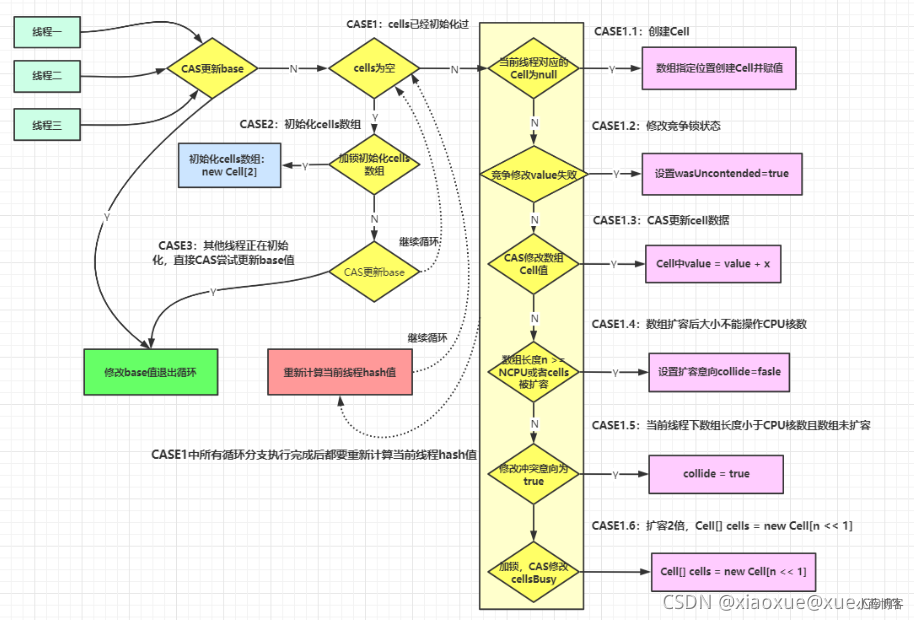 线程一
线程二
线程三
CAS更新base
N
Y
CASE1：cells已经初始化过
cells为空
N
Y
CASE2：初始化cells数组
加锁初始化cells
数组
Y
初始化cells数组：
new Cell[2]
N
CASE3：其他线程正在初始
化，直接CAS尝试更新base值
CAS更新base
Y
继续循环
继续循环
修改base值退出循环
重新计算当前线程hash值
CASE1中所有循环分支执行完成后都要重新计算当前线程hash值
CASE1.1：创建Cell
当前线程对应的
Cell为null
Y
数组指定位置创建Cell并赋值
N
CASE1.2：修改竞争锁状态
竞争修改value失败
Y
设置wasUncontended=true
N
CASE1.3：CAS更新cell数据
CAS修改数组
Cell值
Y
Cell中value = value + x
N
CASE1.4：数组扩容后大小不能操作CPU核数
数组长度n >=
NCPU或者cells
被扩容
Y
设置扩容意向collide=fasle
N
CASE1.5：当前线程下数组长度小于CPU核数且数组未扩容
修改冲突意向为
true
Y
collide = true
CASE1.6：扩容2倍，Cell[] cells = new Cell[n << 1]
加锁，CAS修改
cellsBusy
Cell[] cells = new Cell[n << 1]
CSDN @xiaoxue@xue